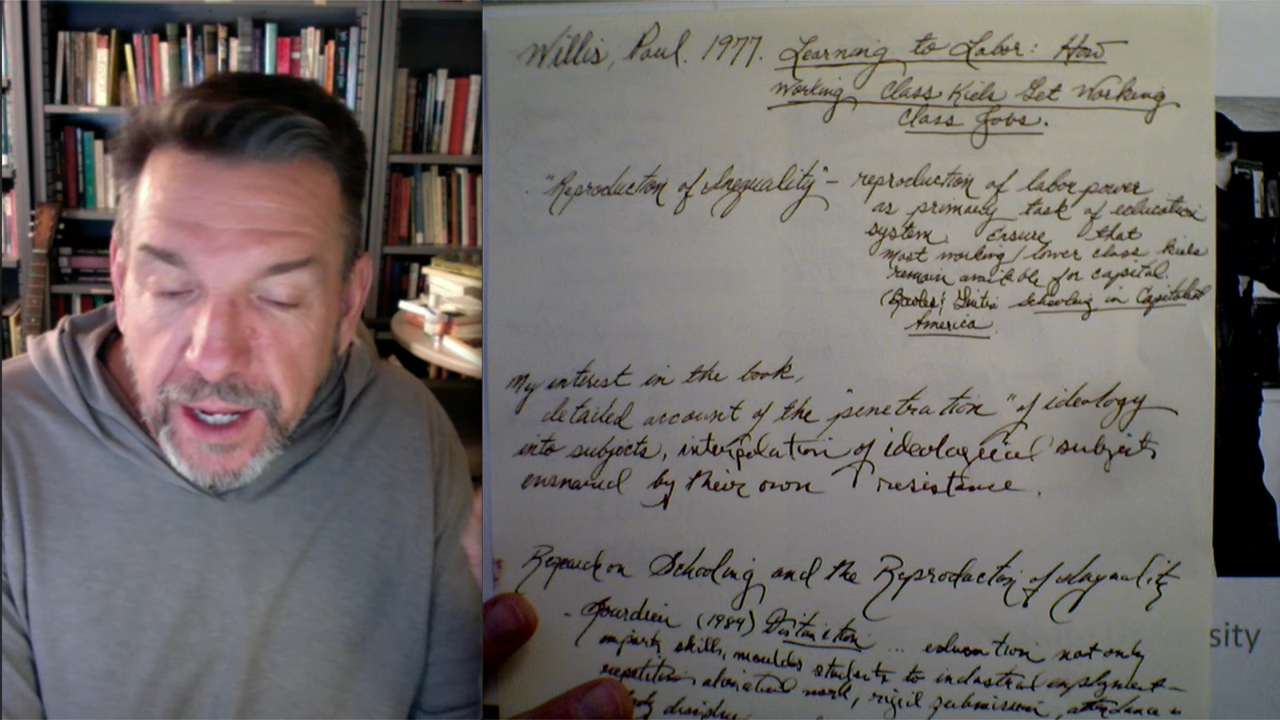 Willis, Paul. 1977. Learning to Labor: How
Working Class Kids Get Working
Class Jobs.
"Reproduction of Inequality" – reproduction of labor power
as primary task of education
system. Ensure that
most working/lower class kids
remain availble for capital.
(Bowles/ Gintis Schooling in Capitalist
America
My interest in the book,
detailed account of the "penetration" of ideology
into subjects, interpolation of ideological subjects
ensnared by their own resistance.
Research on Schooling and the Reproduction of Inequality
- Bourdieu (1984) Distinction ... education not only
imparts skills, moulds students to industrial employment –
repetitive work, rigid submission, attendance
sity